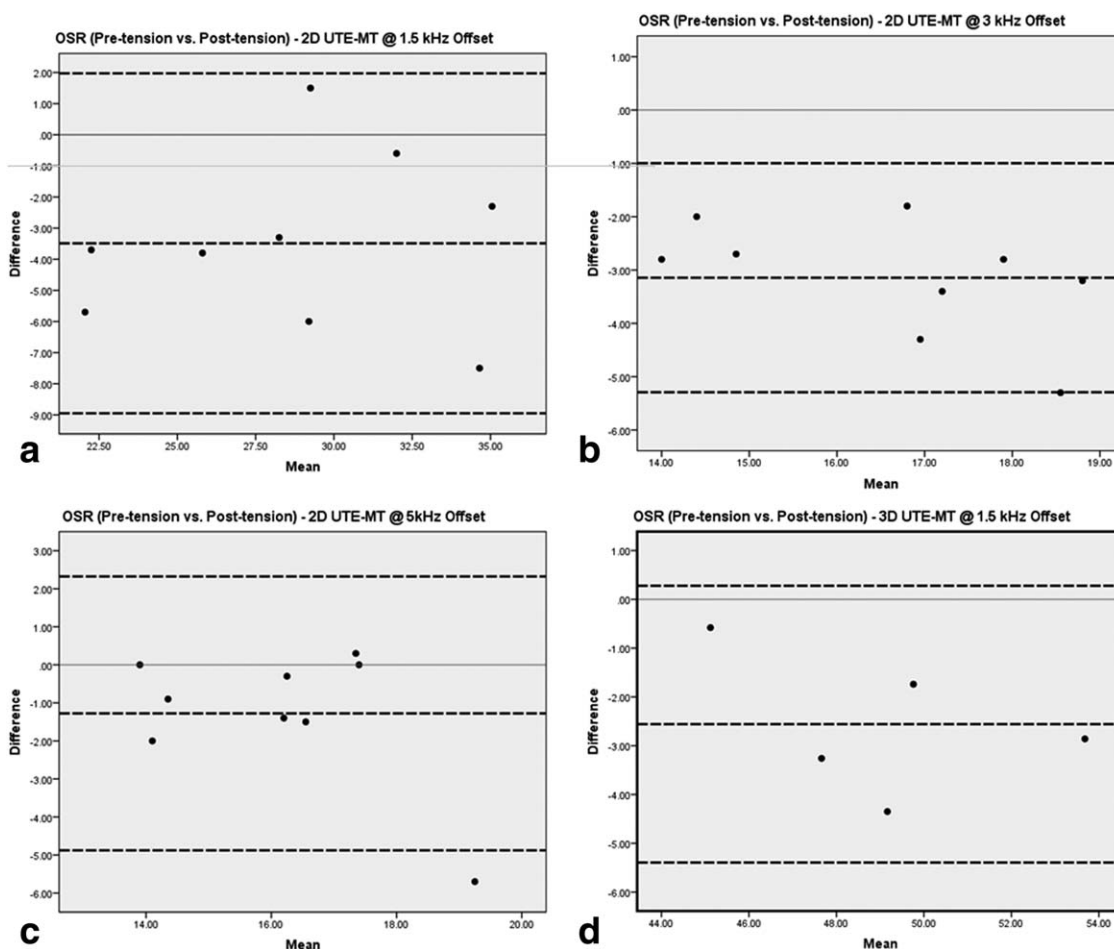 OSR (Pre-tension vs. Post-tension) - 2D UTE-MT @ 1.5 kHz Offset
2.00
1.00
.00
-1.00
-2.00
-3.00
-4.00
-5.00
-6.00
-7.00
-8.00
-9.00
Difference
22.50 25.00 27.50 30.00 32.50 35.00
Mean
a
OSR (Pre-tension vs. Post-tension) - 2D UTE-MT @ 3 kHz Offset
1.00
.00
-1.00
-2.00
-3.00
-4.00
-5.00
-6.00
Difference
14.00 15.00 16.00 17.00 18.00 19.00
Mean
b
OSR (Pre-tension vs. Post-tension) - 2D UTE-MT @ 5kHz Offset
3.00
2.00
1.00
.00
-1.00
-2.00
-3.00
-4.00
-5.00
-6.00
Difference
14.00 16.00 18.00 20.00
Mean
c
OSR (Pre-tension vs. Post-tension) - 3D UTE-MT @ 1.5 kHz Offset
1.00
.00
-1.00
-2.00
-3.00
-4.00
-5.00
-6.00
Difference
44.00 46.00 48.00 50.00 52.00 54.00
Mean
d